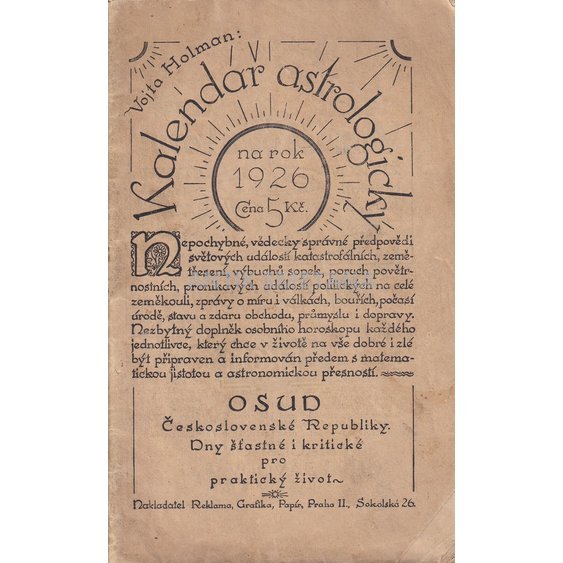 Vojta Holman:
Kalendář astrologický
na rok
1926
Cena 5 Kč.
Nepochybné, vědecky správné předpovědi
světových událostí katastrofálních, země-
třesení, výbuchů sopek, poruch povětr-
nostních, překvap. událostí politických na celé
zeměkouli, zprávy o míru i válkách, bouřích, počasí
úrodě, stavu a zdaru obchodu, průmyslu i dopravy.
Nezbytný doplněk osobního horoskopu každého
jednotlivce, který chce v životě na vše dobré i zlé
být připraven a informován předem s matema-
tickou jistotou a astronomickou přesností.
OSUD
Československé Republiky.
Dny šťastné i kritické
pro
praktický život
Nakladatel Reklama, Grafika, Papír, Praha II., Sokolská 26.